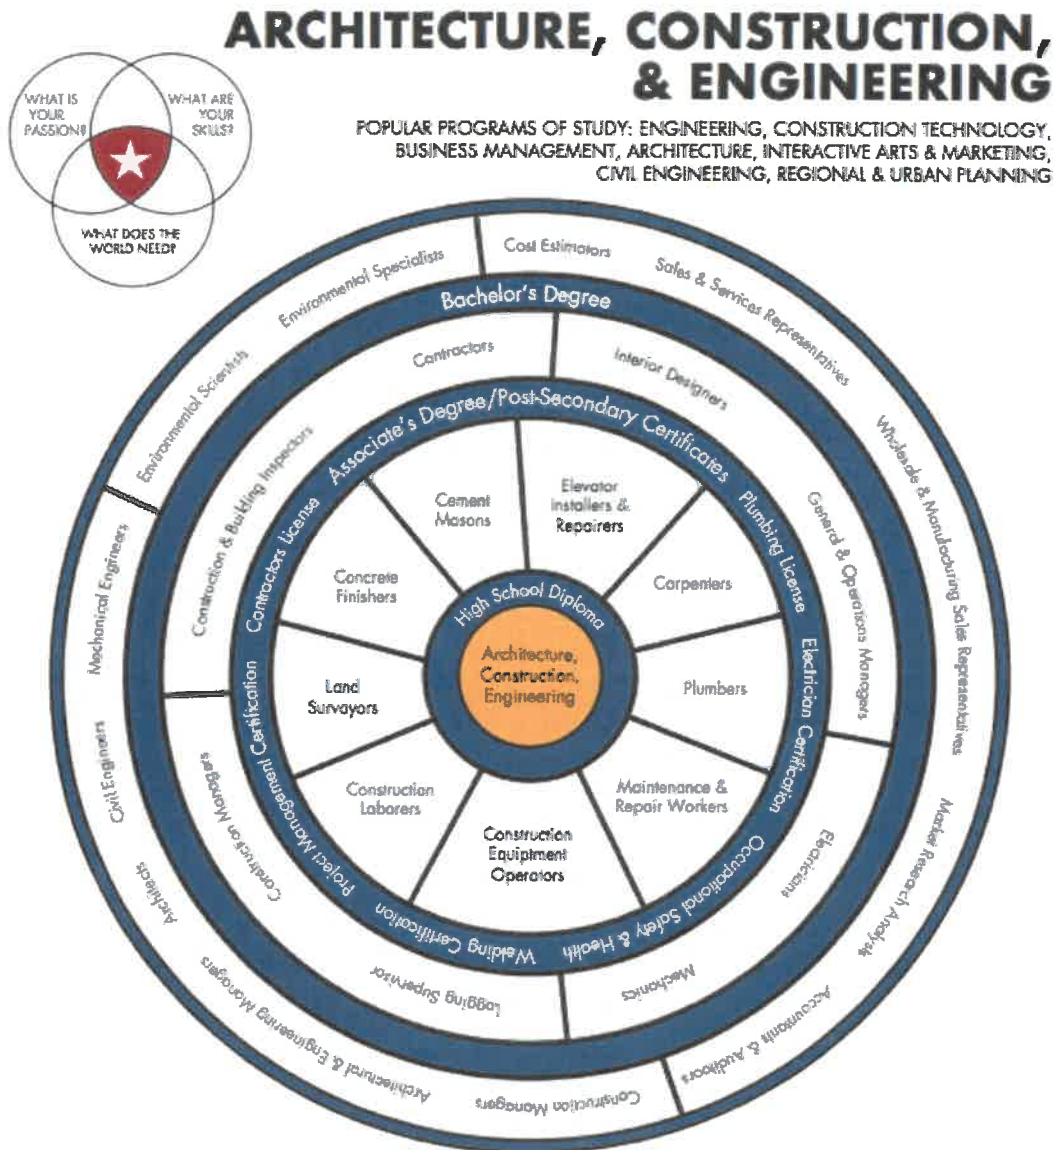 ARCHITECTURE, CONSTRUCTION,
& ENGINEERING
POPULAR PROGRAMS OF STUDY: ENGINEERING, CONSTRUCTION TECHNOLOGY,
BUSINESS MANAGEMENT, ARCHITECTURE, INTERACTIVE ARTS & MARKETING,
CIVIL ENGINEERING, REGIONAL & URBAN PLANNING
WHAT IS
YOUR
PASSION?
WHAT ARE
YOUR
SKILLS?
WHAT DOES THE
WORLD NEED?
Environmental Scientists
Environmental Specialists
Cost Estimators
Sales & Services Representatives
Wholesale & Manufacturing Sales Representatives
Market Research Analysts
Accountants & Auditors
Construction Managers
Architectural & Engineering Managers
Architects
Civil Engineers
Mechanical Engineers
Bachelor's Degree
Construction & Building Inspectors
Contractors
Interior Designers
General & Operations Managers
Electricians
Mechanics
Logging Supervisor
Construction Managers
Associate's Degree/Post-Secondary Certificates
Plumbing License
Electrician Certification
Occupational Safety & Health
Welding Certification
Project Management Certification
Contractors License
Cement
Masons
Elevator
Installers &
Repairers
Carpenters
Plumbers
Maintenance &
Repair Workers
Construction
Equiptment
Operators
Construction
Laborers
Land
Surveyors
Concrete
Finishers
High School Diploma
Architecture,
Construction,
Engineering